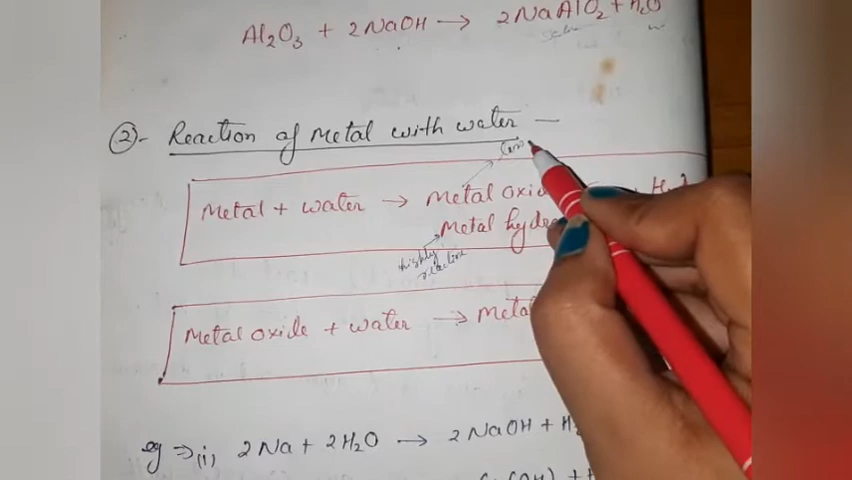 Al₂O₃ + 2NaOH → 2NaAlO₂ + H₂O
②- Reaction of Metal with water —
Metal + water → Metal oxi + H₂
Metal hyd
highly
reactive
Metal oxide + water → Meta
eg ⇒ (i) 2Na + 2H₂O → 2NaOH + H